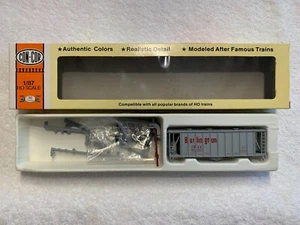 • Authentic Colors • Realistic Detail • Modeled After Famous Trains
1/87
HO SCALE
Compatible with all popular brands of HO trains
Burlington